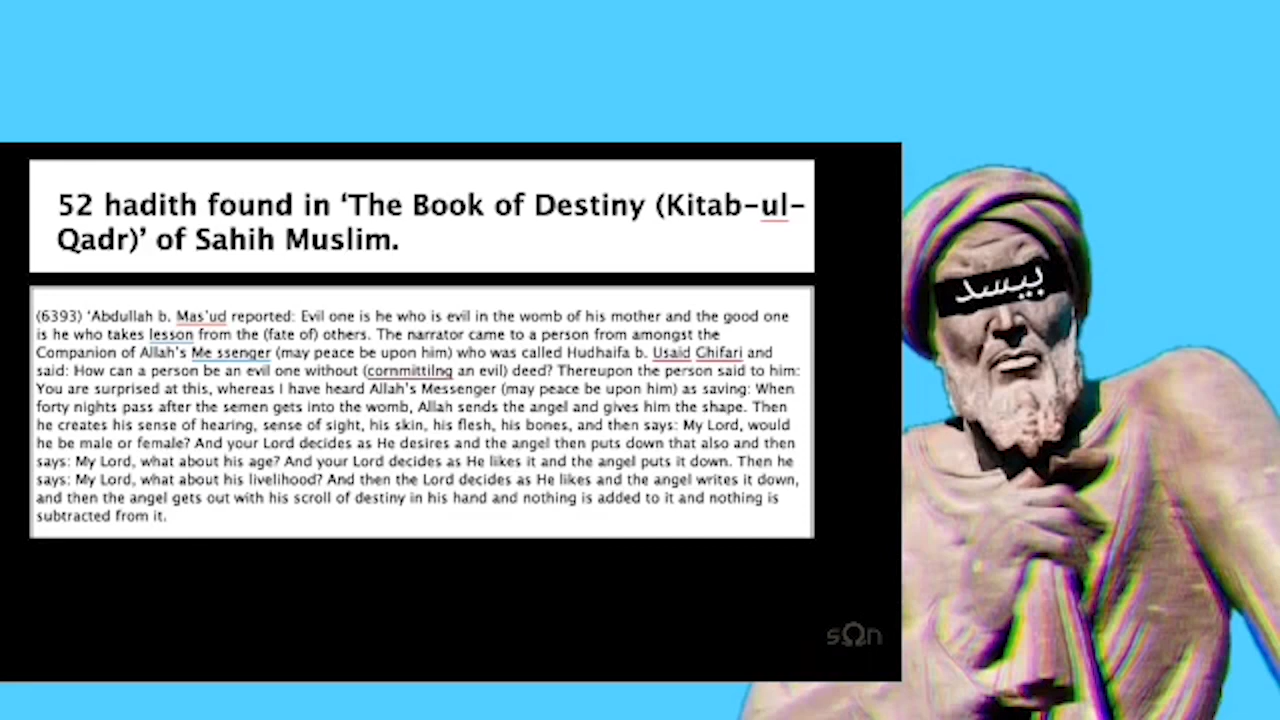 52 hadith found in ‘The Book of Destiny (Kitab-ul-
Qadr)’ of Sahih Muslim.
(6393) ‘Abdullah b. Mas’ud reported: Evil one is he who is evil in the womb of his mother and the good one
is he who takes lesson from the (fate of) others. The narrator came to a person from amongst the
Companion of Allah’s Me ssenger (may peace be upon him) who was called Hudhaifa b. Usaid Ghifari and
said: How can a person be an evil one without (cornmittilng an evil) deed? Thereupon the person said to him:
You are surprised at this, whereas I have heard Allah’s Messenger (may peace be upon him) as saving: When
forty nights pass after the semen gets into the womb, Allah sends the angel and gives him the shape. Then
he creates his sense of hearing, sense of sight, his skin, his flesh, his bones, and then says: My Lord, would
he be male or female? And your Lord decides as He desires and the angel then puts down that also and then
says: My Lord, what about his age? And your Lord decides as He likes it and the angel puts it down. Then he
says: My Lord, what about his livelihood? And then the Lord decides as He likes and the angel writes it down,
and then the angel gets out with his scroll of destiny in his hand and nothing is added to it and nothing is
subtracted from it.
بيسد
sΩn